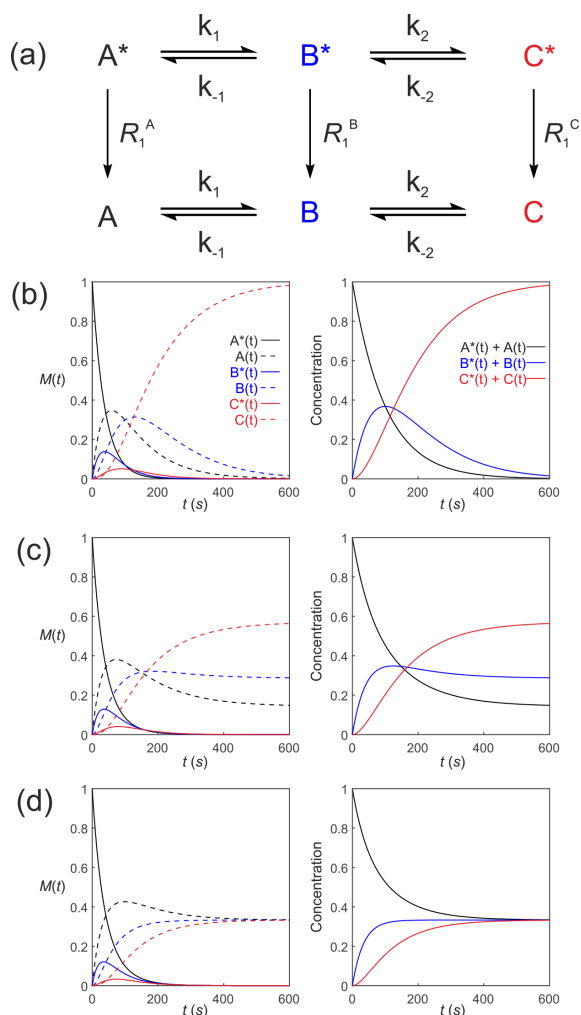 (a)
k1 k2
A* B* C*
k-1 k-2
R1A R1B R1C
k1 k2
A B C
k-1 k-2
(b)
1
0.8
0.6
0.4
0.2
0
M(t)
A*(t)
A(t)
B*(t)
B(t)
C*(t)
C(t)
0 200 400 600
t (s)
1
0.8
0.6
0.4
0.2
0
Concentration
A*(t) + A(t)
B*(t) + B(t)
C*(t) + C(t)
0 200 400 600
t (s)
(c)
1
0.8
0.6
0.4
0.2
0
M(t)
0 200 400 600
t (s)
1
0.8
0.6
0.4
0.2
0
Concentration
0 200 400 600
t (s)
(d)
1
0.8
0.6
0.4
0.2
0
M(t)
0 200 400 600
t (s)
1
0.8
0.6
0.4
0.2
0
Concentration
0 200 400 600
t (s)